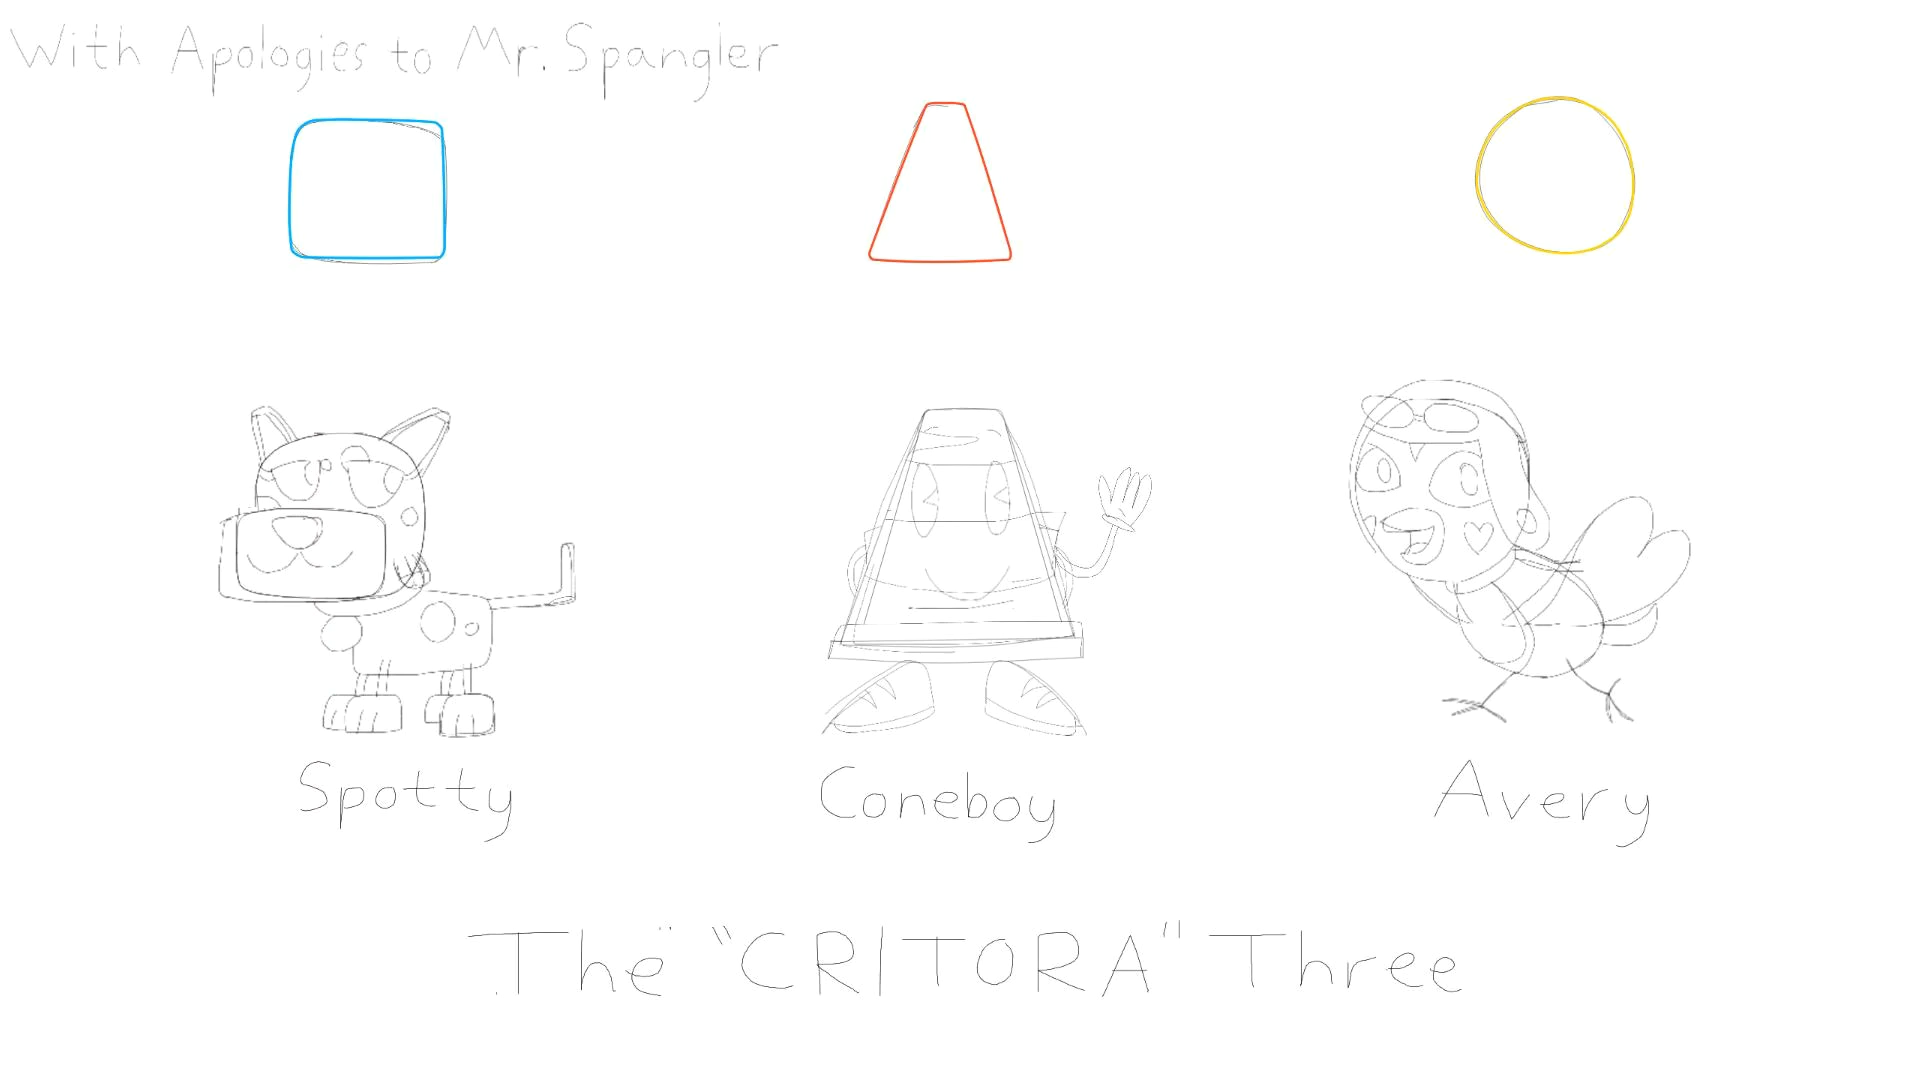 With Apologies to Mr. Spangler
Spotty
Coneboy
Avery
The "CRITORA" Three